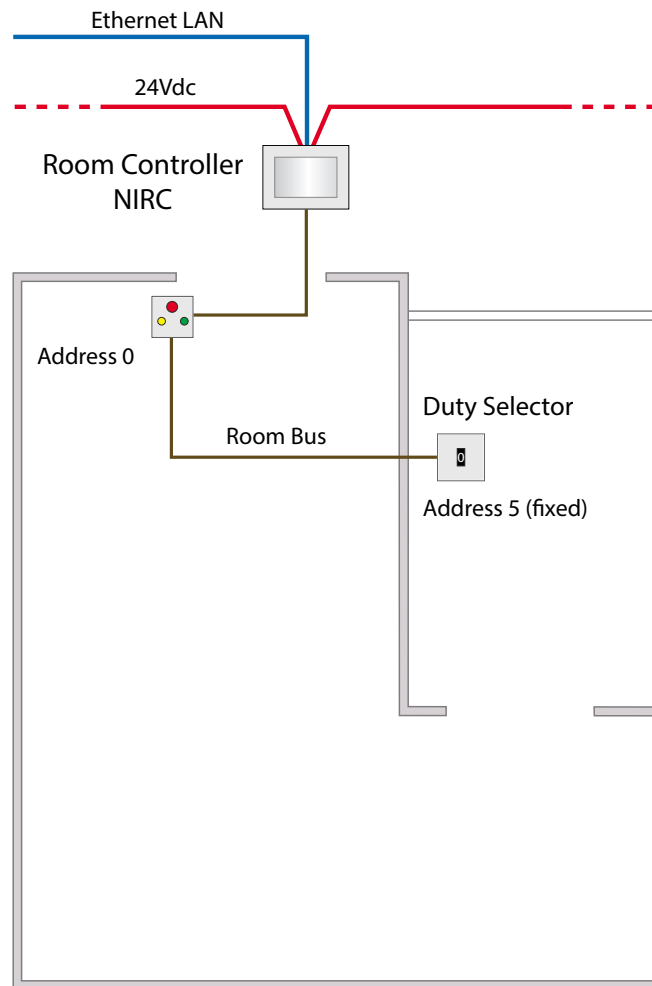 Ethernet LAN
24Vdc
Room Controller
NIRC
Address 0
Duty Selector
Room Bus
0
Address 5 (fixed)